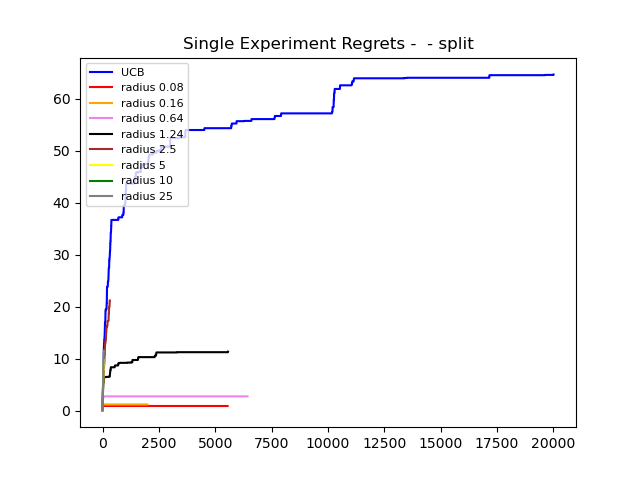 Single Experiment Regrets -  - split
UCB
radius 0.08
radius 0.16
radius 0.64
radius 1.24
radius 2.5
radius 5
radius 10
radius 25
60
50
40
30
20
10
0
0 2500 5000 7500 10000 12500 15000 17500 20000